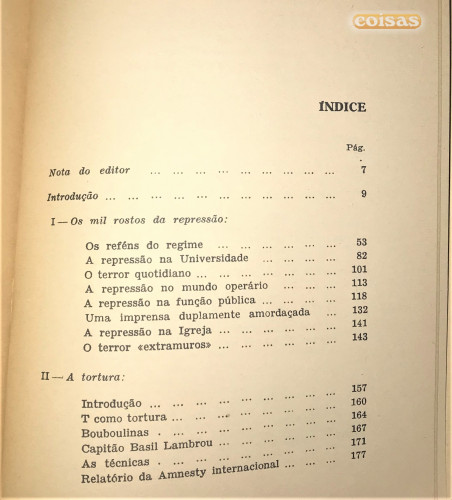 coisas
ÍNDICE
Pág.
Nota do editor ... ... ... ... ... ... ... ... 7
Introdução ... ... ... ... ... ... ... ... ... ... 9
I — Os mil rostos da repressão:
Os reféns do regime ... ... ... ... ... ... 53
A repressão na Universidade ... ... ... ... 82
O terror quotidiano ... ... ... ... ... ... ... 101
A repressão no mundo operário ... ... ... 113
A repressão na função pública ... ... ... ... 118
Uma imprensa duplamente amordaçada ... 132
A repressão na Igreja ... ... ... ... ... ... 141
O terror «extramuros» ... ... ... ... ... ... 143
II — A tortura:
Introdução ... ... ... ... ... ... ... ... ... 157
T como tortura ... ... ... ... ... ... ... ... 160
Bouboulinas . ... ... ... ... ... ... ... ... 164
Capitão Basil Lambrou ... ... ... ... ... ... 167
As técnicas . ... ... ... ... ... ... ... ... 171
Relatório da Amnesty internacional ... ... ... 177